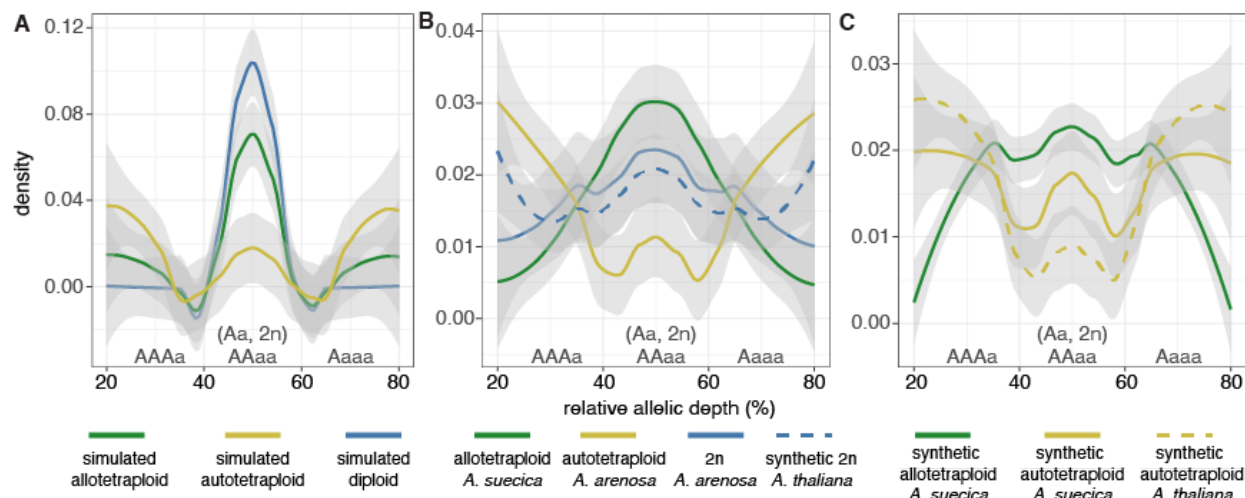 A
B
C
density
0.12
0.08
0.04
0.00
0.04
0.03
0.02
0.01
0.00
0.03
0.02
0.01
0.00
(Aa, 2n)
AAAa AAaa Aaaa
(Aa, 2n)
AAAa AAaa Aaaa
(Aa, 2n)
AAAa AAaa Aaaa
20 40 60 80
20 40 60 80
20 40 60 80
relative allelic depth (%)
simulated
allotetraploid
simulated
autotetraploid
simulated
diploid
allotetraploid
A. suecica
autotetraploid
A. arenosa
2n
A. arenosa
synthetic 2n
A. thaliana
synthetic
allotetraploid
A. suecica
synthetic
autotetraploid
A. suecica
synthetic
autotetraploid
A. thaliana